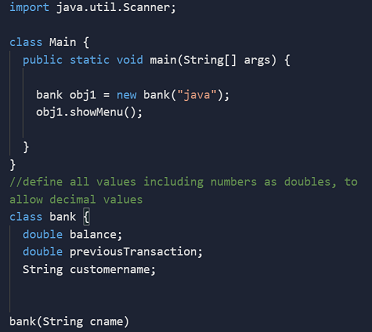 import java.util.Scanner;
class Main {
public static void main(String[] args) {
bank obj1 = new bank("java");
obj1.showMenu();
}
}
//define all values including numbers as doubles, to
allow decimal values
class bank {
double balance;
double previousTransaction;
String customername;
bank(String cname)